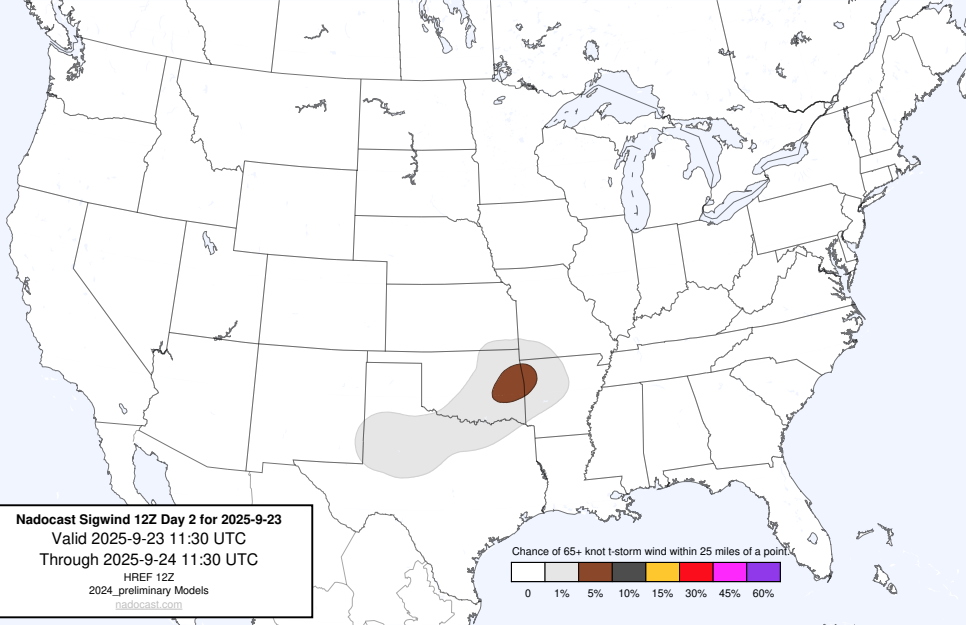 Nadocast Sigwind 12Z Day 2 for 2025-9-23
Valid 2025-9-23 11:30 UTC
Through 2025-9-24 11:30 UTC
HREF 12Z
2024_preliminary Models
nadocast.com
Chance of 65+ knot t-storm wind within 25 miles of a point.
0 1% 5% 10% 15% 30% 45% 60%